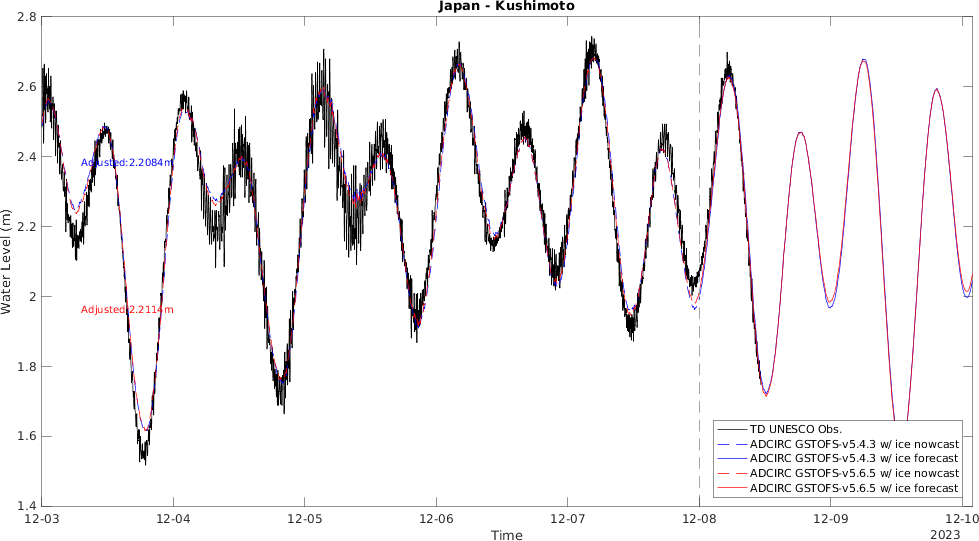 Japan - Kushimoto
2.8
2.6
2.4
2.2
2
1.8
1.6
1.4
Water Level (m)
Adjusted:2.2084m
Adjusted:2.2114m
TD UNESCO Obs.
ADCIRC GSTOFS-v5.4.3 w/ ice nowcast
ADCIRC GSTOFS-v5.4.3 w/ ice forecast
ADCIRC GSTOFS-v5.6.5 w/ ice nowcast
ADCIRC GSTOFS-v5.6.5 w/ ice forecast
12-03 12-04 12-05 12-06 12-07 12-08 12-09 12-10
Time
2023